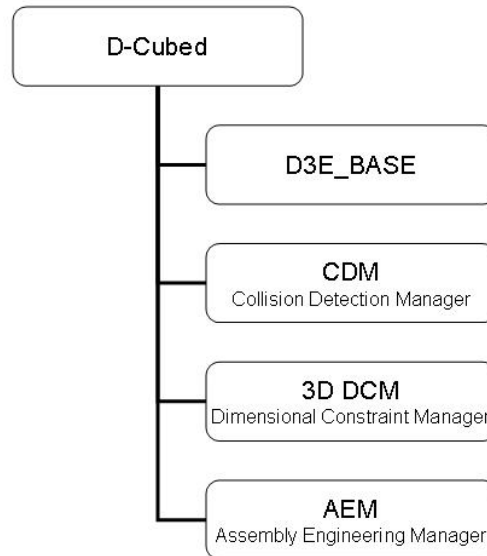 D-Cubed
D3E_BASE
CDM
Collision Detection Manager
3D DCM
Dimensional Constraint Manager
AEM
Assembly Engineering Manager